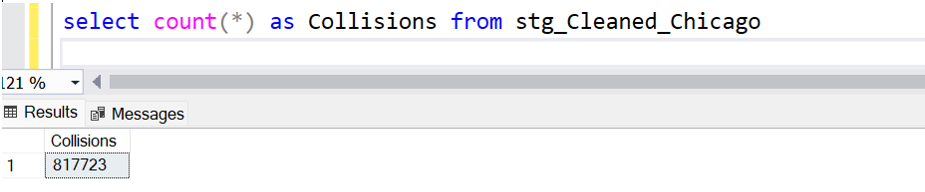 select count(*) as Collisions from stg_Cleaned_Chicago
121 %
Results Messages
Collisions
1 817723